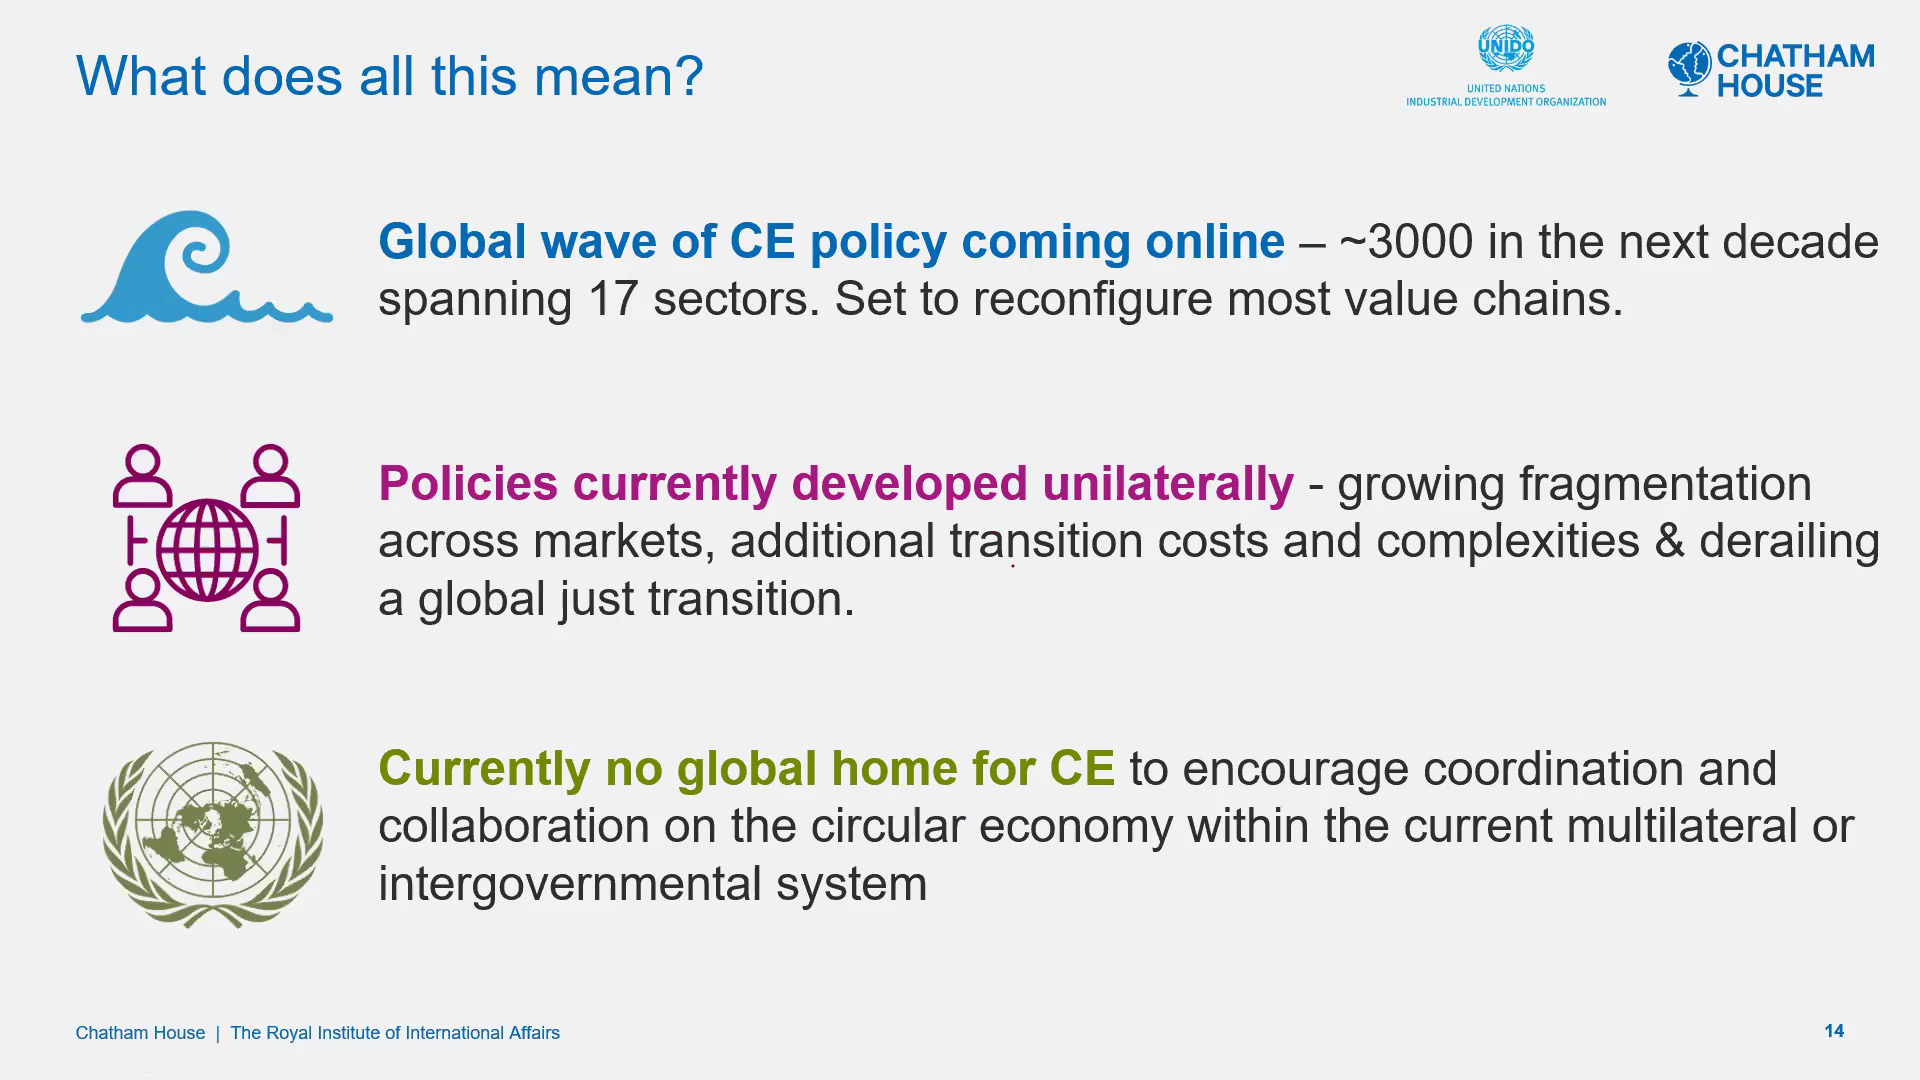 What does all this mean?
UNIDO
UNITED NATIONS
INDUSTRIAL DEVELOPMENT ORGANIZATION
CHATHAM
HOUSE
Global wave of CE policy coming online – ~3000 in the next decade
spanning 17 sectors. Set to reconfigure most value chains.
Policies currently developed unilaterally - growing fragmentation
across markets, additional transition costs and complexities & derailing
a global just transition.
Currently no global home for CE to encourage coordination and
collaboration on the circular economy within the current multilateral or
intergovernmental system
Chatham House | The Royal Institute of International Affairs
14